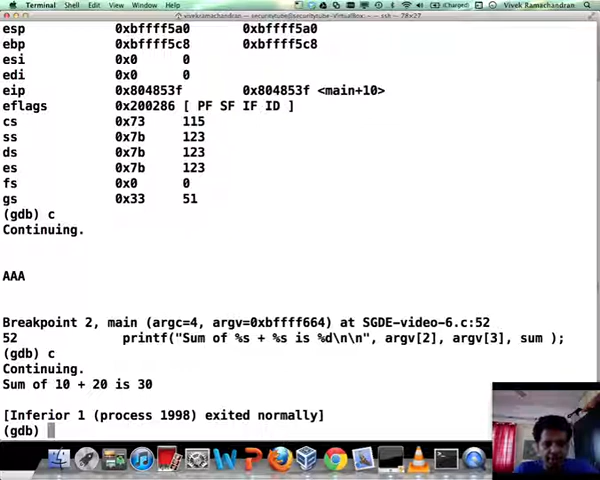 Terminal Shell Edit View Window Help (Charged) Vivek Ramachandran
vivekramachandran — securitytube@securitytube-VirtualBox: ~ — ssh — 78×27
esp 0xbffff5a0 0xbffff5a0
ebp 0xbffff5c8 0xbffff5c8
esi 0x0 0
edi 0x0 0
eip 0x804853f 0x804853f <main+10>
eflags 0x200286 [ PF SF IF ID ]
cs 0x73 115
ss 0x7b 123
ds 0x7b 123
es 0x7b 123
fs 0x0 0
gs 0x33 51
(gdb) c
Continuing.
AAA
Breakpoint 2, main (argc=4, argv=0xbffff664) at SGDE-video-6.c:52
52 printf("Sum of %s + %s is %d\n\n", argv[2], argv[3], sum );
(gdb) c
Continuing.
Sum of 10 + 20 is 30
[Inferior 1 (process 1998) exited normally]
(gdb)